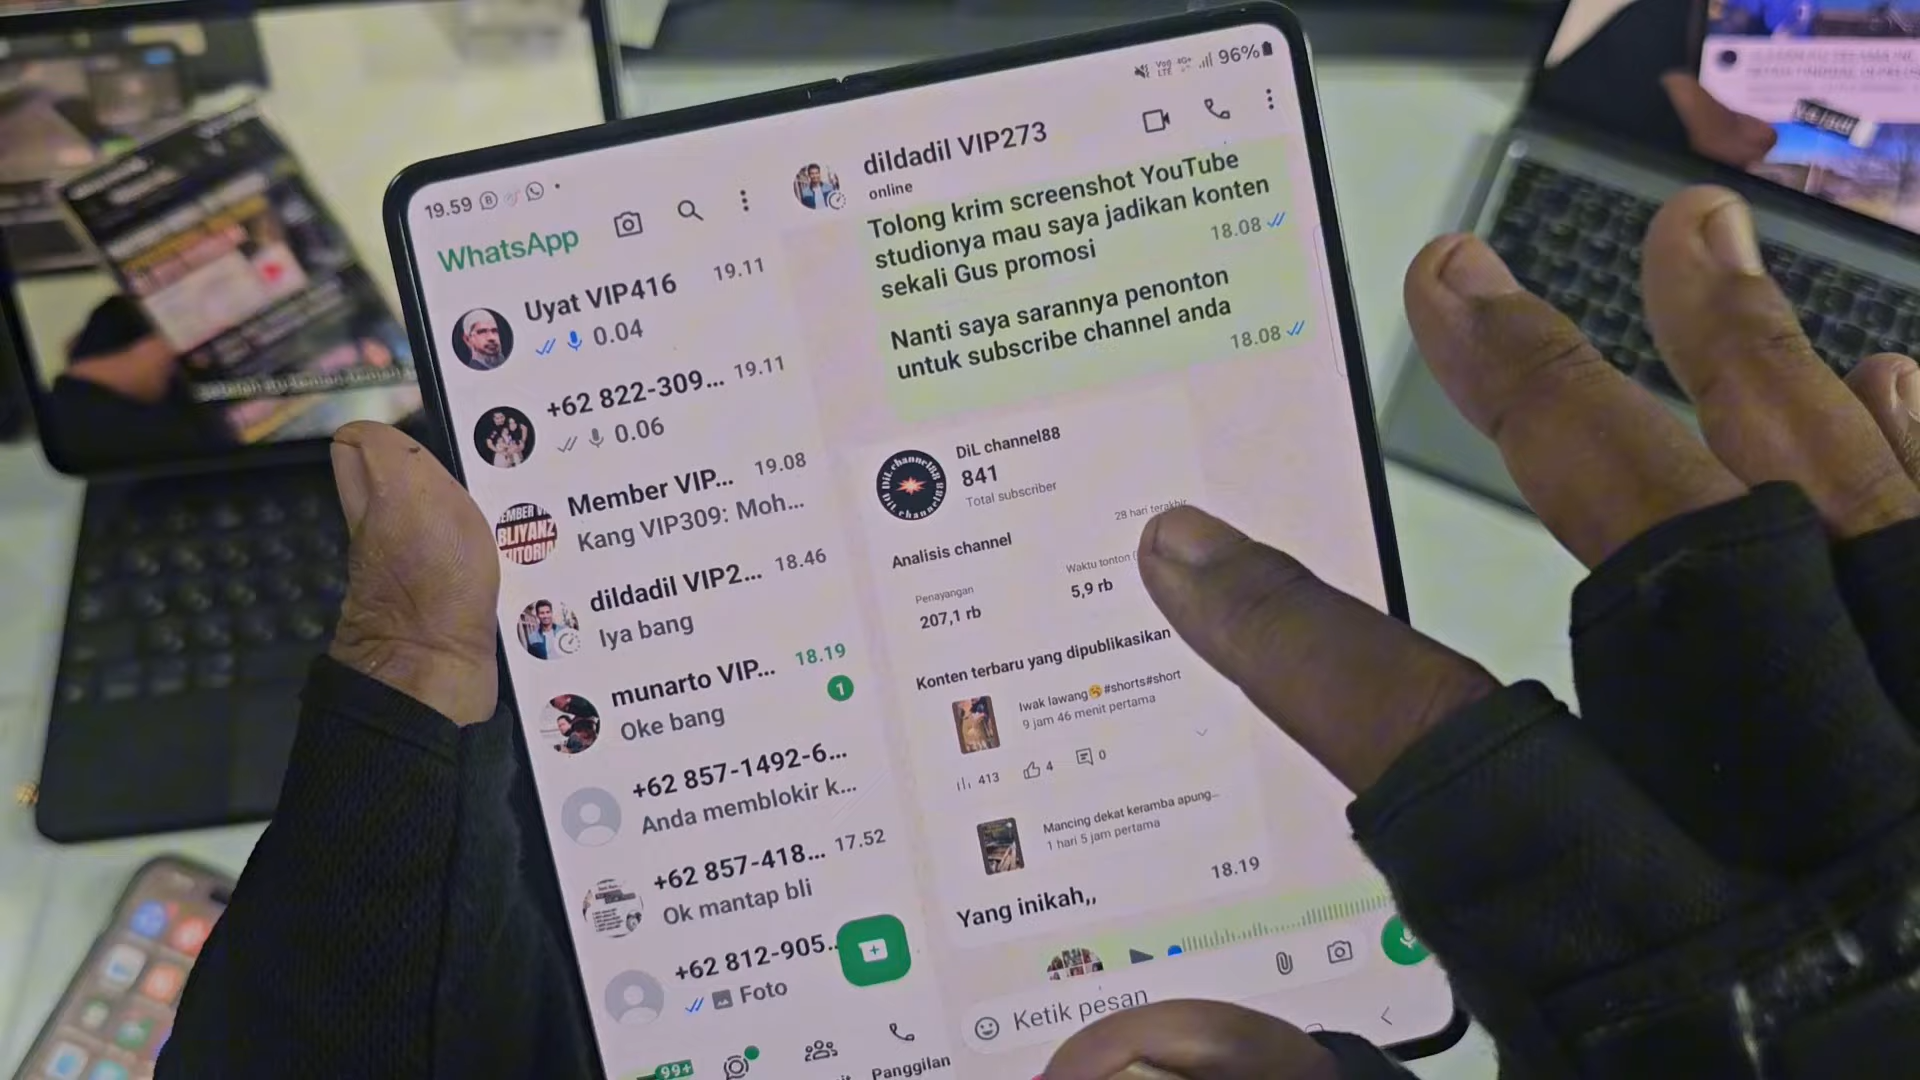 19.59
WhatsApp
Uyat VIP416
19.11
0.04
+62 822-309...
19.11
0.06
Member VIP...
19.08
Kang VIP309: Moh...
dildadil VIP2...
18.46
Iya bang
munarto VIP...
18.19
Oke bang
1
+62 857-1492-6...
Anda memblokir k...
+62 857-418...
17.52
Ok mantap bli
+62 812-905...
Foto
99+
Panggilan
Vo)) LTE 4G+ 96%
dildadil VIP273
online
Tolong krim screenshot YouTube
studionya mau saya jadikan konten
sekali Gus promosi
18.08
Nanti saya sarannya penonton
untuk subscribe channel anda
18.08
DiL channel88
DiL channel88
841
Total subscriber
Analisis channel
28 hari terakhir
Penayangan
207,1 rb
Waktu tonton (
5,9 rb
Konten terbaru yang dipublikasikan
Iwak lawang🤫#shorts#short
9 jam 46 menit pertama
413
4
0
Mancing dekat keramba apung...
1 hari 5 jam pertama
Yang inikah,,
18.19
Ketik pesan